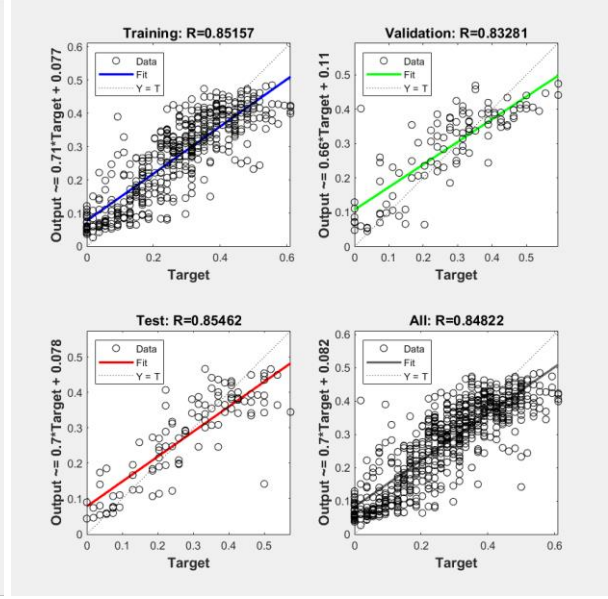 Training: R=0.85157
Output ~= 0.71*Target + 0.077
0.6
0.5
0.4
0.3
0.2
0.1
0
Data
Fit
Y = T
0
0.2
0.4
0.6
Target
Validation: R=0.83281
Output ~= 0.66*Target + 0.11
0.5
0.4
0.3
0.2
0.1
0
Data
Fit
Y = T
0
0.2
0.4
Target
Test: R=0.85462
Output ~= 0.7*Target + 0.078
0.5
0.4
0.3
0.2
0.1
0
Data
Fit
Y = T
0
0.1
0.2
0.3
0.4
0.5
Target
All: R=0.84822
Output ~= 0.7*Target + 0.082
0.6
0.5
0.4
0.3
0.2
0.1
0
Data
Fit
Y = T
0
0.2
0.4
0.6
Target